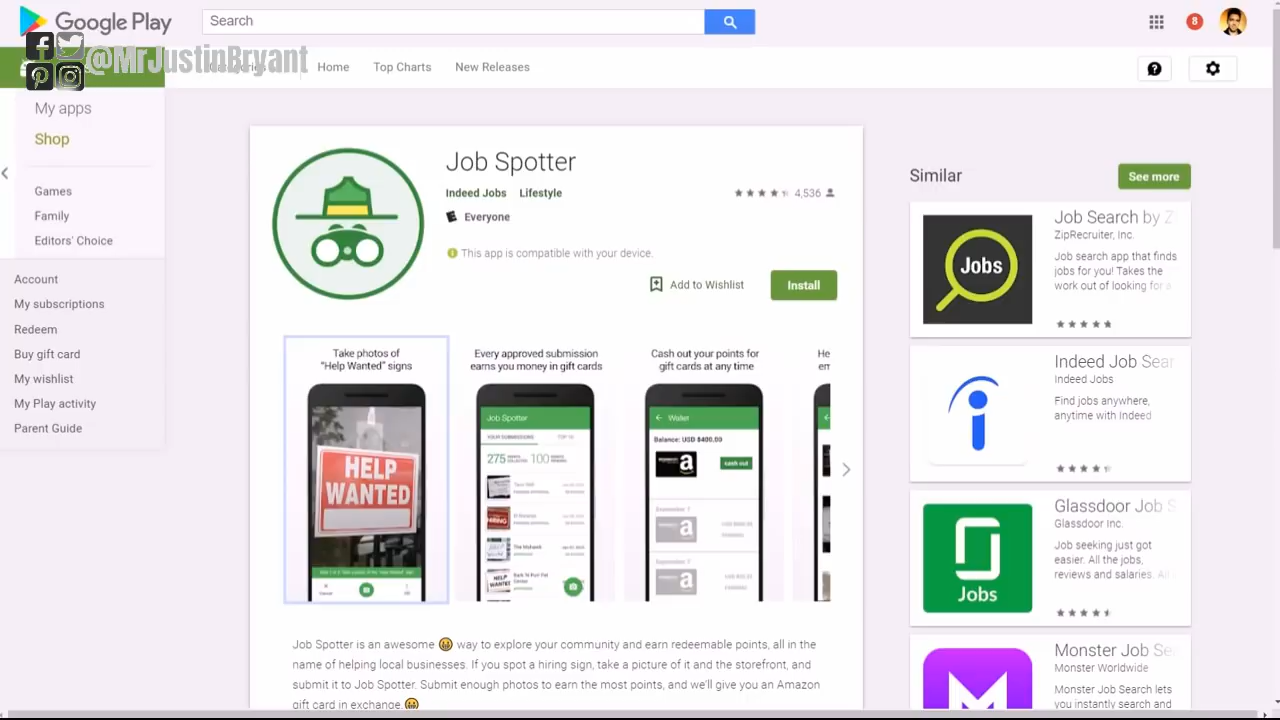 Google Play
Search
8
@MrJustinBryant
Home
Top Charts
New Releases
My apps
Shop
Games
Family
Editors' Choice
Account
My subscriptions
Redeem
Buy gift card
My wishlist
My Play activity
Parent Guide
Job Spotter
Indeed Jobs
Lifestyle
4,536
Everyone
This app is compatible with your device.
Add to Wishlist
Install
Take photos of
"Help Wanted" signs
HELP
WANTED
Every approved submission
earns you money in gift cards
Job Spotter
YOUR SUBMISSIONS
TOP 10
275
100
The Mohawk
Cash out your points for
gift cards at any time
Wallet
Balance: USD $400.00
cash out
He
em
Job Spotter is an awesome 😀 way to explore your community and earn redeemable points, all in the
name of helping local businesses. If you spot a hiring sign, take a picture of it and the storefront, and
submit it to Job Spotter. Submit enough photos to earn the most points, and we'll give you an Amazon
gift card in exchange.😀
Similar
See more
Jobs
Job Search by Z
ZipRecruiter, Inc.
Job search app that finds
jobs for you! Takes the
work out of looking for a
Indeed Job Sear
Indeed Jobs
Find jobs anywhere,
anytime with Indeed
Jobs
Glassdoor Job S
Glassdoor Inc.
Job seeking just got
easier. All the jobs,
reviews and salaries. All
Monster Job Se
Monster Worldwide
Monster Job Search lets
you instantly search and